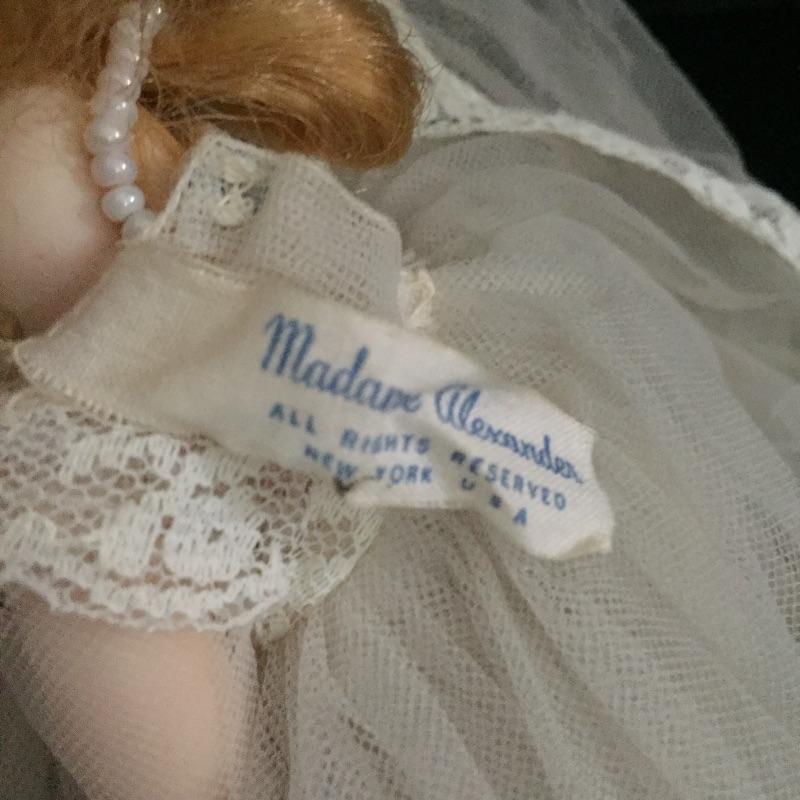 Madame Alexander
ALL RIGHTS RESERVED
NEW YORK U S A